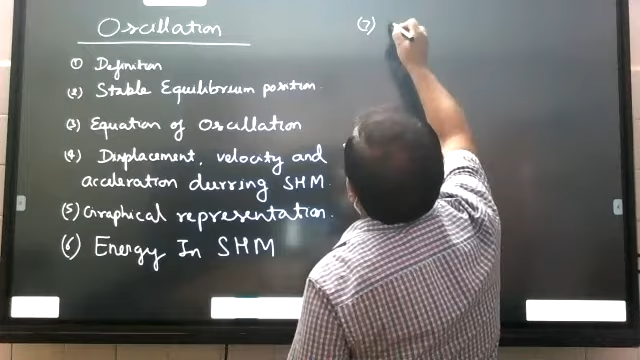 Oscillation
(1) Definition
(2) Stable Equilibrium position.
(3) Equation of Oscillation
(4) Displacement, velocity and
acceleration durring SHM.
(5) Graphical representation.
(6) Energy In SHM
(7)